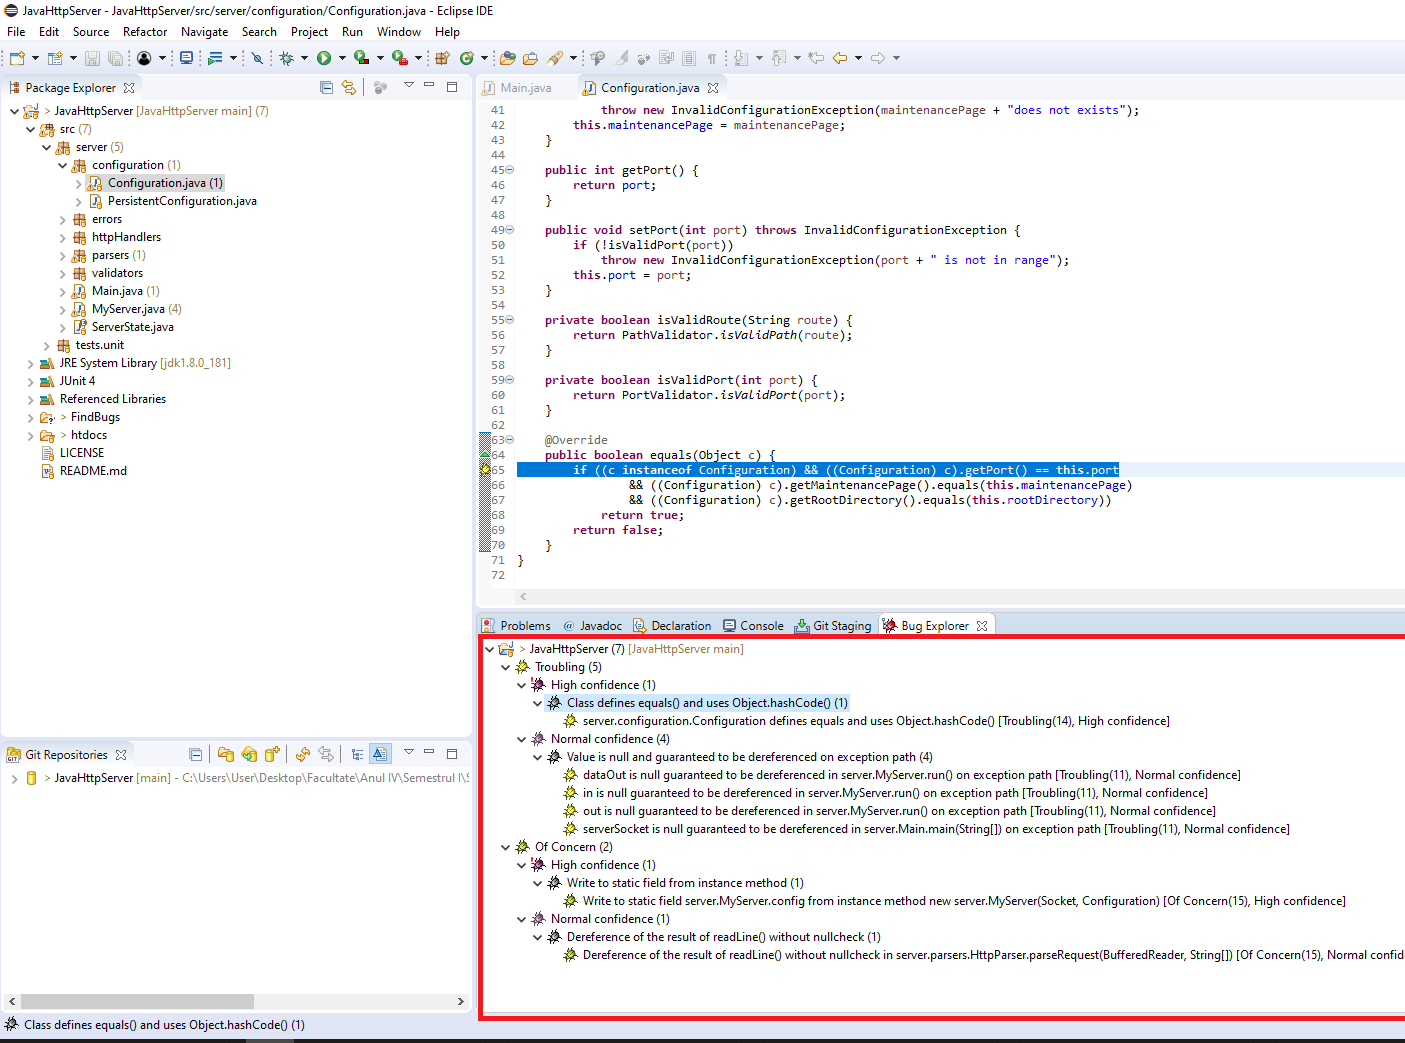 JavaHttpServer - JavaHttpServer/src/server/configuration/Configuration.java - Eclipse IDE
File Edit Source Refactor Navigate Search Project Run Window Help
Package Explorer
> JavaHttpServer [JavaHttpServer main] (7)
src (7)
server (5)
configuration (1)
Configuration.java (1)
PersistentConfiguration.java
errors
httpHandlers
parsers (1)
validators
Main.java (1)
MyServer.java (4)
ServerState.java
tests.unit
JRE System Library [jdk1.8.0_181]
JUnit 4
Referenced Libraries
> FindBugs
> htdocs
LICENSE
README.md
Main.java Configuration.java
41 throw new InvalidConfigurationException(maintenancePage + "does not exists");
42 this.maintenancePage = maintenancePage;
43 }
44
45 public int getPort() {
46 return port;
47 }
48
49 public void setPort(int port) throws InvalidConfigurationException {
50 if (!isValidPort(port))
51 throw new InvalidConfigurationException(port + " is not in range");
52 this.port = port;
53 }
54
55 private boolean isValidRoute(String route) {
56 return PathValidator.isValidPath(route);
57 }
58
59 private boolean isValidPort(int port) {
60 return PortValidator.isValidPort(port);
61 }
62
63 @Override
64 public boolean equals(Object c) {
65 if ((c instanceof Configuration) && ((Configuration) c).getPort() == this.port
66 && ((Configuration) c).getMaintenancePage().equals(this.maintenancePage)
67 && ((Configuration) c).getRootDirectory().equals(this.rootDirectory))
68 return true;
69 return false;
70 }
71 }
72
Problems @ Javadoc Declaration Console Git Staging Bug Explorer
> JavaHttpServer (7) [JavaHttpServer main]
Troubling (5)
High confidence (1)
Class defines equals() and uses Object.hashCode() (1)
server.configuration.Configuration defines equals and uses Object.hashCode() [Troubling(14), High confidence]
Normal confidence (4)
Value is null and guaranteed to be dereferenced on exception path (4)
dataOut is null guaranteed to be dereferenced in server.MyServer.run() on exception path [Troubling(11), Normal confidence]
in is null guaranteed to be dereferenced in server.MyServer.run() on exception path [Troubling(11), Normal confidence]
out is null guaranteed to be dereferenced in server.MyServer.run() on exception path [Troubling(11), Normal confidence]
serverSocket is null guaranteed to be dereferenced in server.Main.main(String[]) on exception path [Troubling(11), Normal confidence]
Of Concern (2)
High confidence (1)
Write to static field from instance method (1)
Write to static field server.MyServer.config from instance method new server.MyServer(Socket, Configuration) [Of Concern(15), High confidence]
Normal confidence (1)
Dereference of the result of readLine() without nullcheck (1)
Dereference of the result of readLine() without nullcheck in server.parsers.HttpParser.parseRequest(BufferedReader, String[]) [Of Concern(15), Normal confid
Git Repositories
> JavaHttpServer [main] - C:\Users\User\Desktop\Facultate\Anul IV\Semestrul I\S
Class defines equals() and uses Object.hashCode() (1)